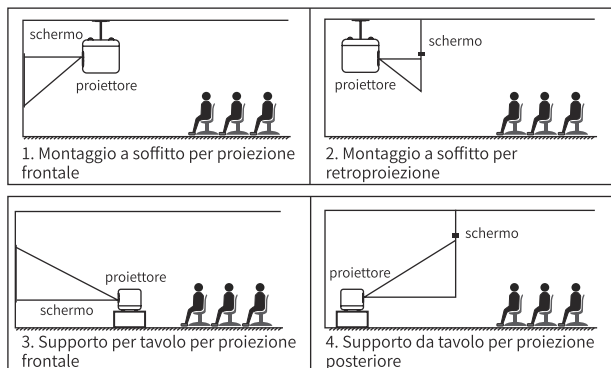 schermo
proiettore
1. Montaggio a soffitto per proiezione
frontale
schermo
proiettore
2. Montaggio a soffitto per
retroproiezione
proiettore
schermo
3. Supporto per tavolo per proiezione
frontale
schermo
proiettore
4. Supporto da tavolo per proiezione
posteriore